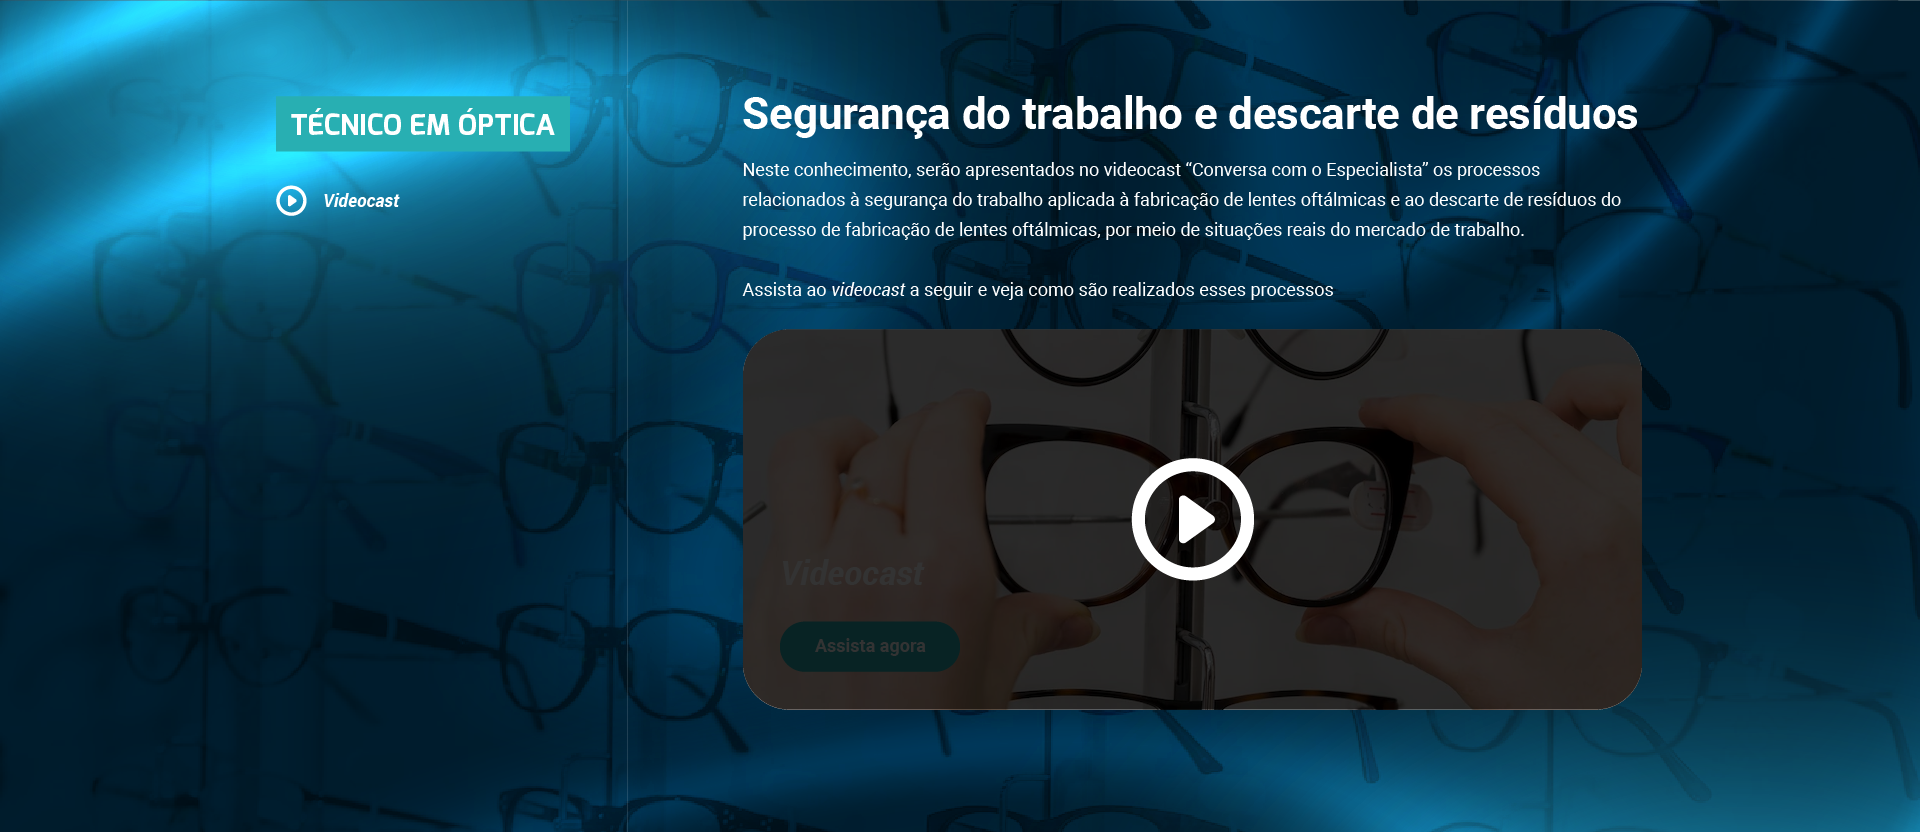 TÉCNICO EM ÓPTICA
Videocast
Segurança do trabalho e descarte de resíduos
Neste conhecimento, serão apresentados no videocast “Conversa com o Especialista” os processos
relacionados à segurança do trabalho aplicada à fabricação de lentes oftálmicas e ao descarte de resíduos do
processo de fabricação de lentes oftálmicas, por meio de situações reais do mercado de trabalho.
Assista ao videocast a seguir e veja como são realizados esses processos
Videocast
Assista agora